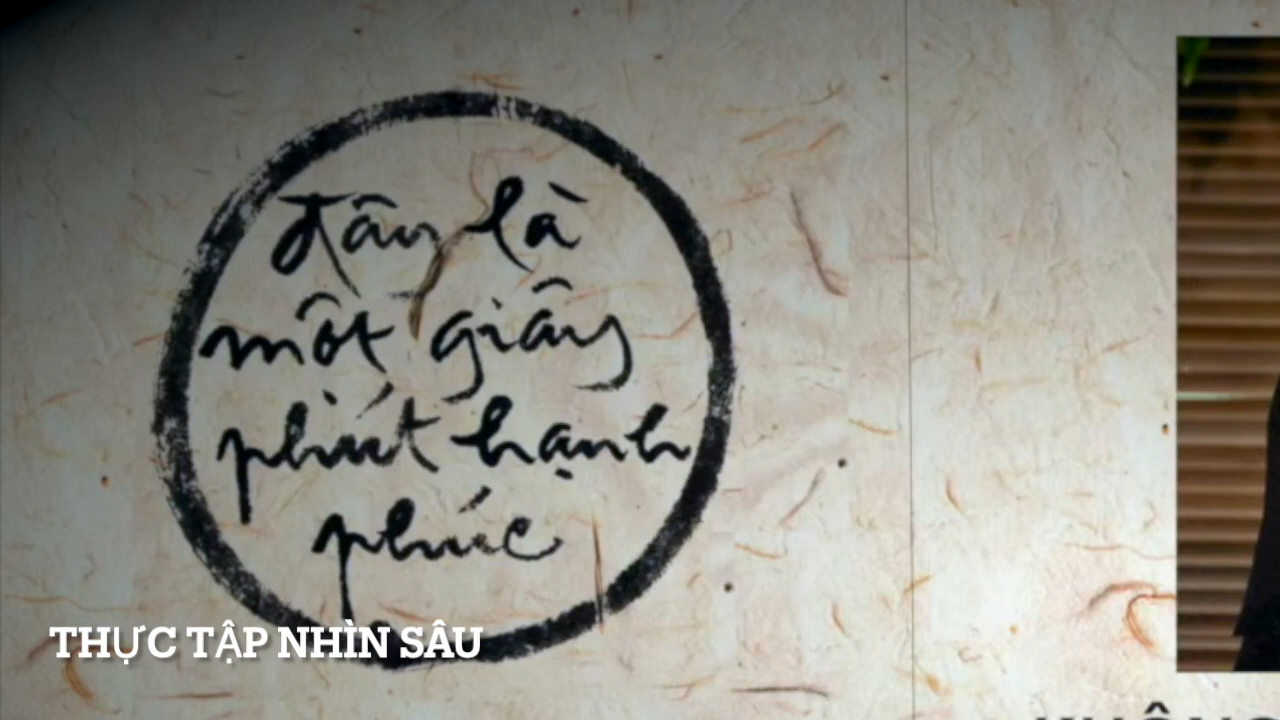 đây là
một giây
phút hạnh
phúc
THỰC TẬP NHÌN SÂU